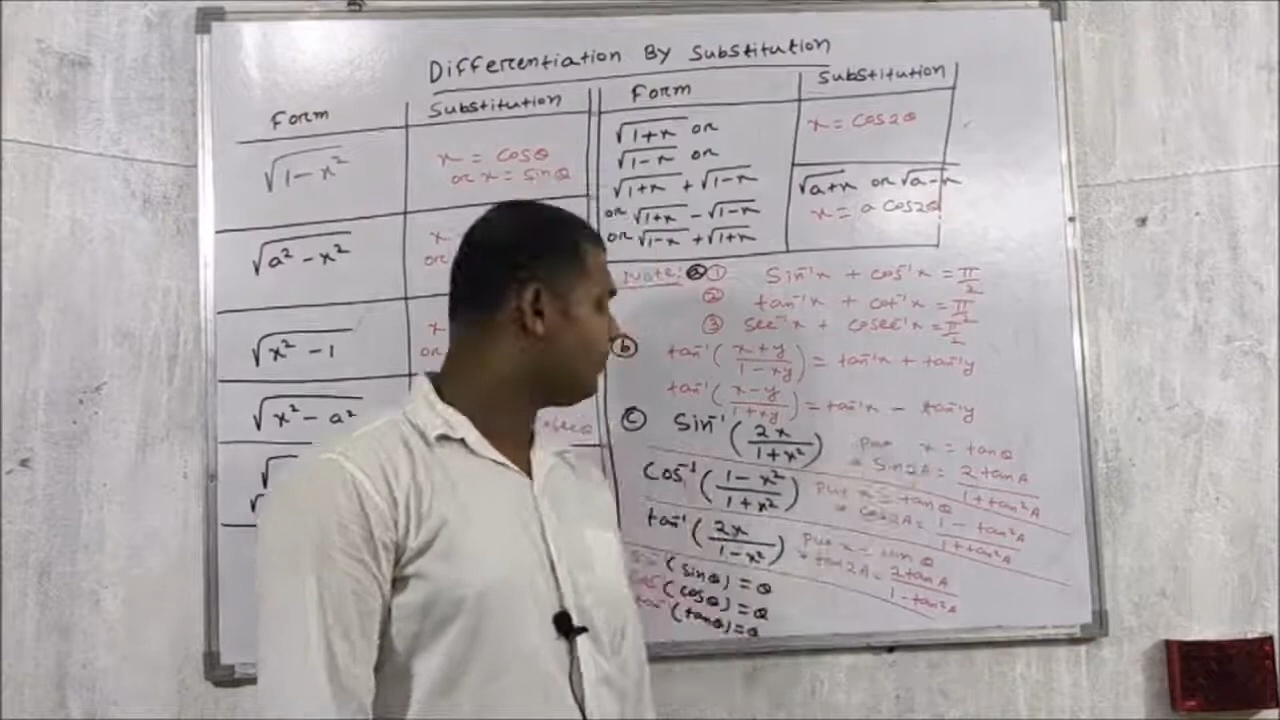 Differentiation By Substitution
Form
Substitution
√1-x²
x = cosθ
or x = sinθ
√a² - x²
x
or
√x² - 1
x
or
√x² - a²
Form
Substitution
√1+x or
√1-x or
√1+x + √1-x
or √1+x - √1-x
or √1-x + √1+x
x = cos2θ
√a+x or √a-x
x = a cos2θ
Note: a ① Sin⁻¹x + cos⁻¹x = π/2
② tan⁻¹x + cot⁻¹x = π/2
③ sec⁻¹x + cosec⁻¹x = π/2
b tan⁻¹(x+y/1-xy) = tan⁻¹x + tan⁻¹y
tan⁻¹(x-y/1+xy) = tan⁻¹x - tan⁻¹y
c Sin⁻¹(2x/1+x²) put x = tanθ
* Sin2A = 2tanA/1+tan²A
Cos⁻¹(1-x²/1+x²) Put x = tanθ
* cos2A = 1-tan²A/1+tan²A
tan⁻¹(2x/1-x²) Put x = tanθ
* tan2A = 2tanA/1-tan²A
(sinθ) = θ
(cosθ) = θ
(tanθ) = θ